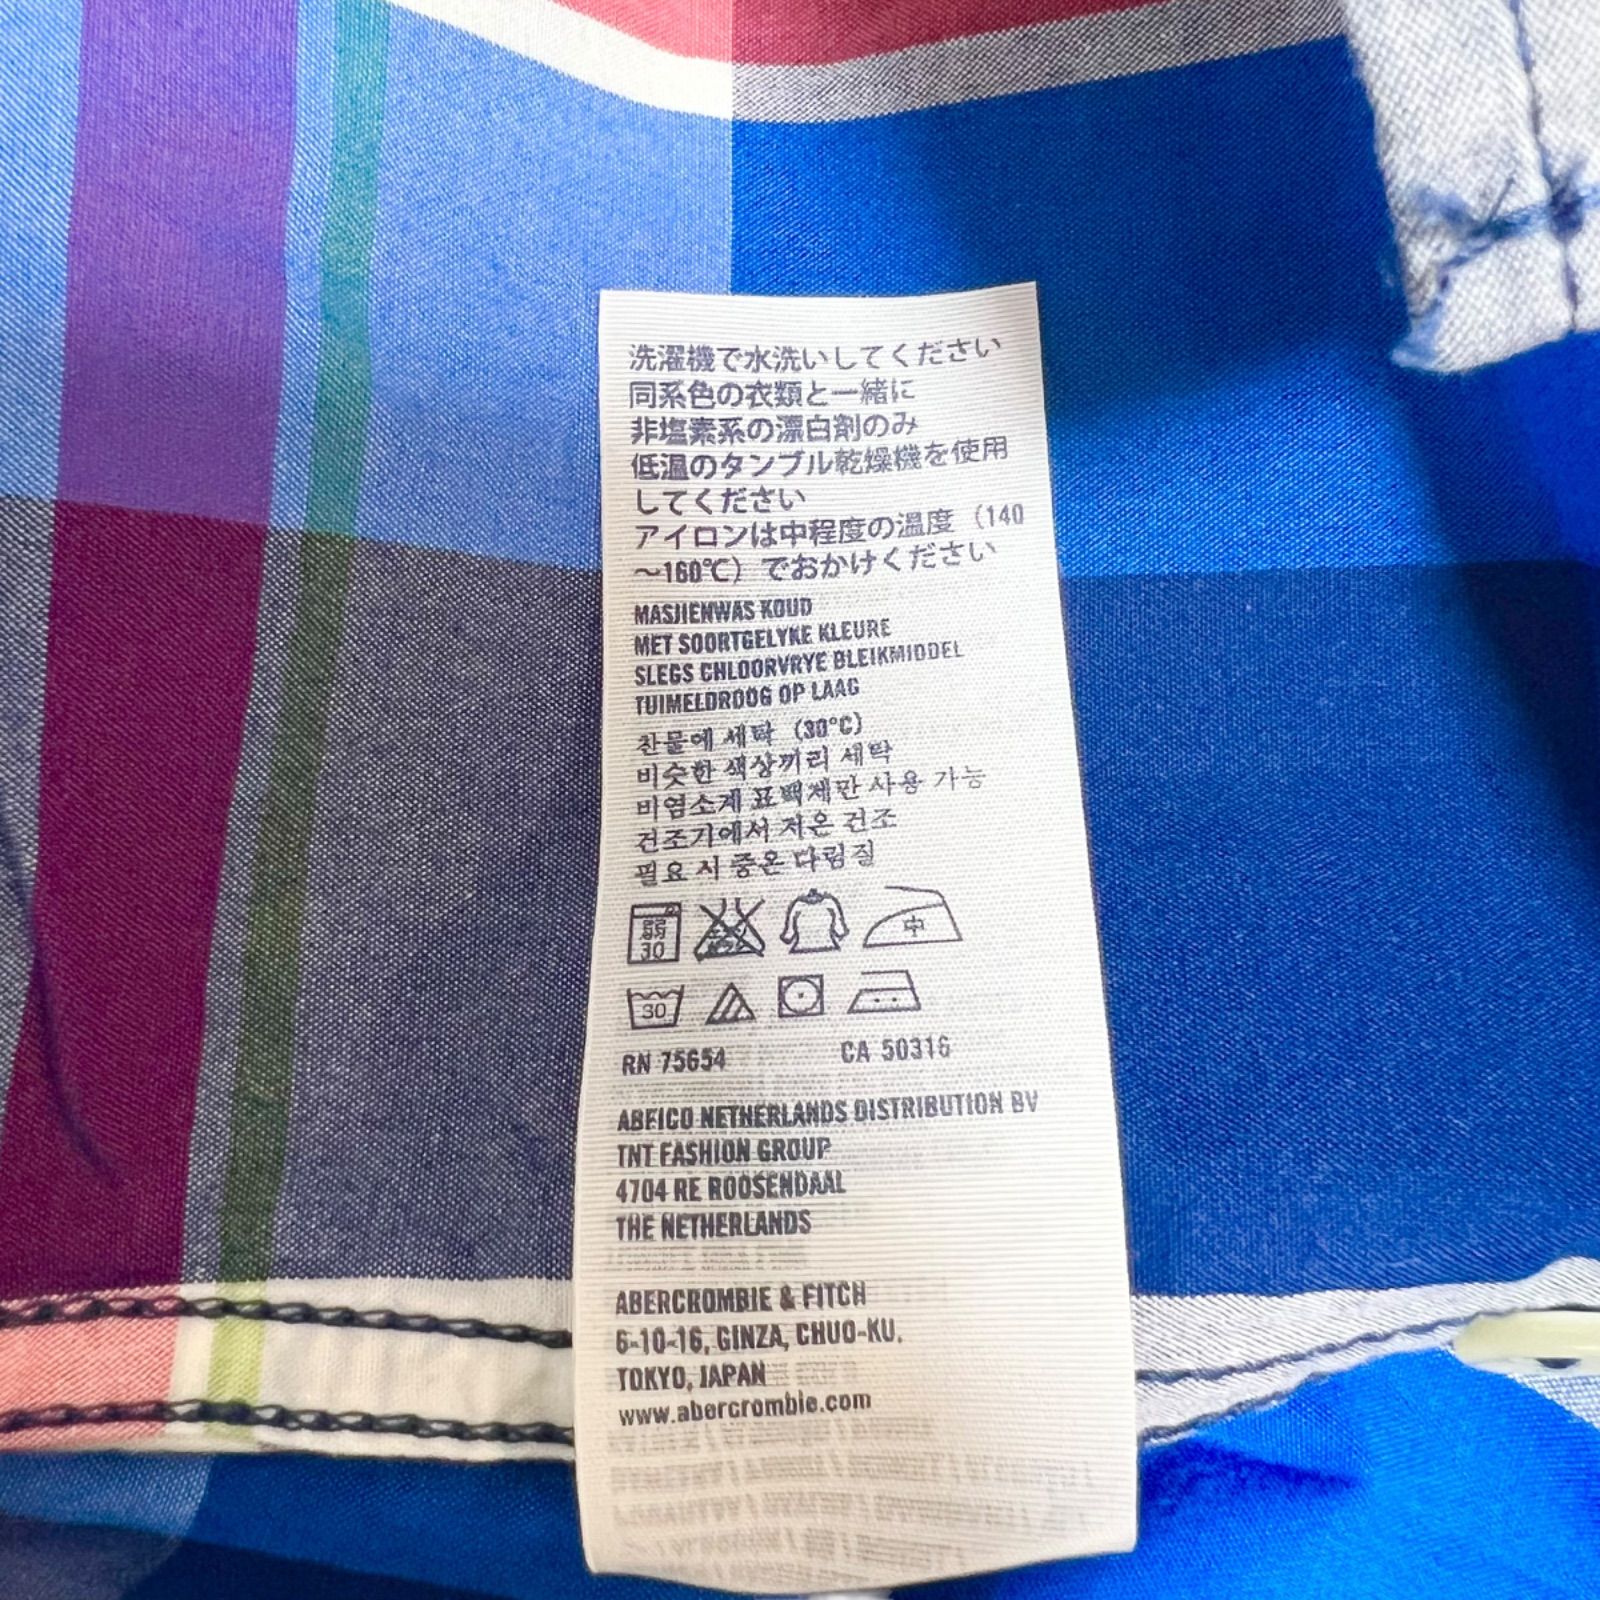 洗濯機で水洗いしてください
同系色の衣類と一緒に
非塩素系の漂白剤のみ
低温のタンブル乾燥機を使用
してください
アイロンは中程度の温度（140
～160℃）でおかけください
MASJIENWAS KOUD
MET SOORTGELYKE KLEURE
SLEGS CHLOORVRYE BLEIKMIDDEL
TUIMELDROOG OP LAAG
찬물에 세탁 (30°C)
비슷한 색상끼리 세탁
비염소계 표백제만 사용 가능
건조기에서 저온 건조
필요 시 중온 다림질
弱 30 中
30
RN 75654 CA 50316
ABFICO NETHERLANDS DISTRIBUTION BV
TNT FASHION GROUP
4704 RE ROOSENDAAL
THE NETHERLANDS
ABERCROMBIE & FITCH
6-10-16, GINZA, CHUO-KU,
TOKYO, JAPAN
www.abercrombie.com